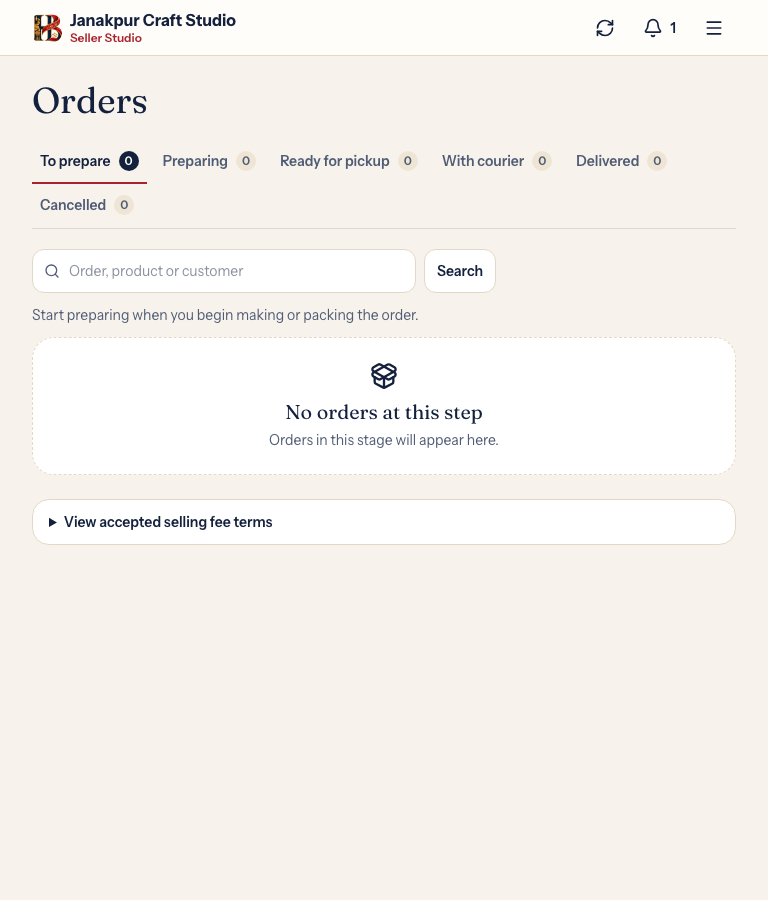 Janakpur Craft Studio
Seller Studio
1
Orders
To prepare 0
Preparing 0
Ready for pickup 0
With courier 0
Delivered 0
Cancelled 0
Order, product or customer
Search
Start preparing when you begin making or packing the order.
No orders at this step
Orders in this stage will appear here.
View accepted selling fee terms